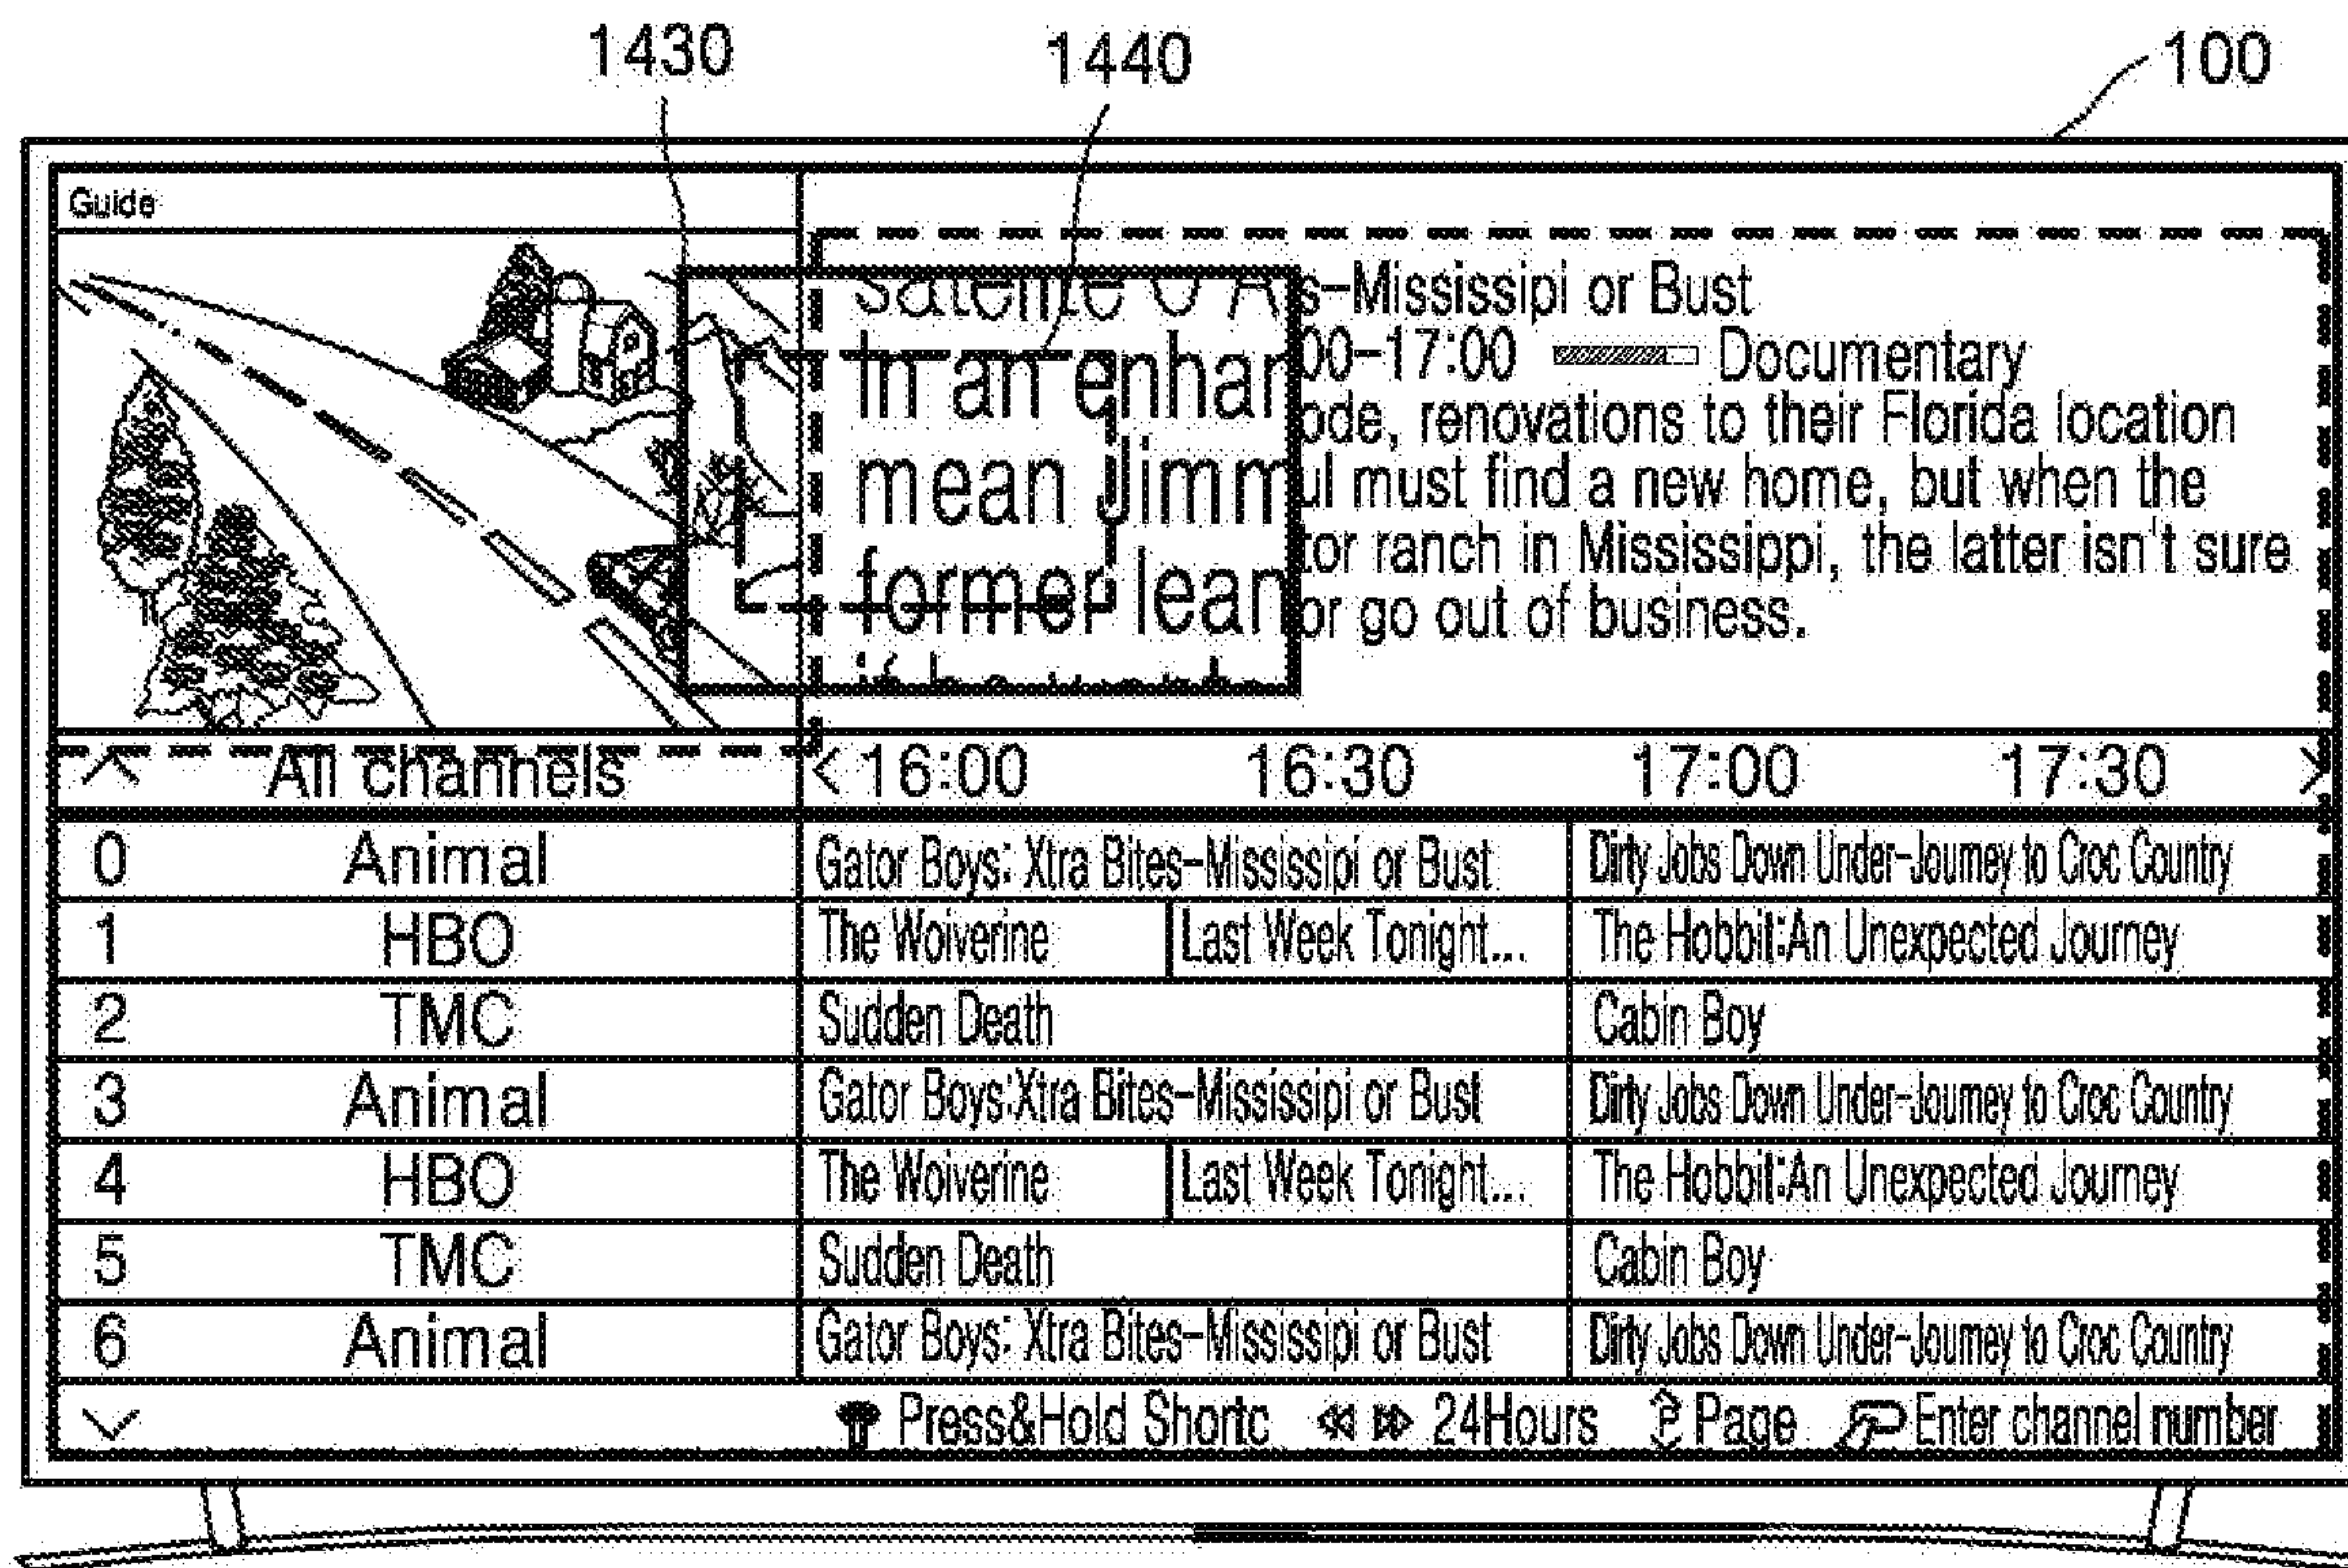 1430 1440 100
Guide
satellite O A s-Mississipi or Bust
In an enhan 00-17:00 Documentary
ode, renovations to their Florida location
mean Jimm ul must find a new home, but when the
tor ranch in Mississippi, the latter isn't sure
former lean or go out of business.
All channels < 16:00 16:30 17:00 17:30 >
0 Animal Gator Boys: Xtra Bites-Mississipi or Bust Dirty Jobs Down Under-Journey to Croc Country
1 HBO The Woiverine Last Week Tonight... The Hobbit:An Unexpected Journey
2 TMC Sudden Death Cabin Boy
3 Animal Gator Boys:Xtra Bites-Mississipi or Bust Dirty Jobs Down Under-Journey to Croc Country
4 HBO The Woiverine Last Week Tonight... The Hobbit:An Unexpected Journey
5 TMC Sudden Death Cabin Boy
6 Animal Gator Boys: Xtra Bites-Mississipi or Bust Dirty Jobs Down Under-Journey to Croc Country
Press&Hold Shortc 24Hours P Page Enter channel number